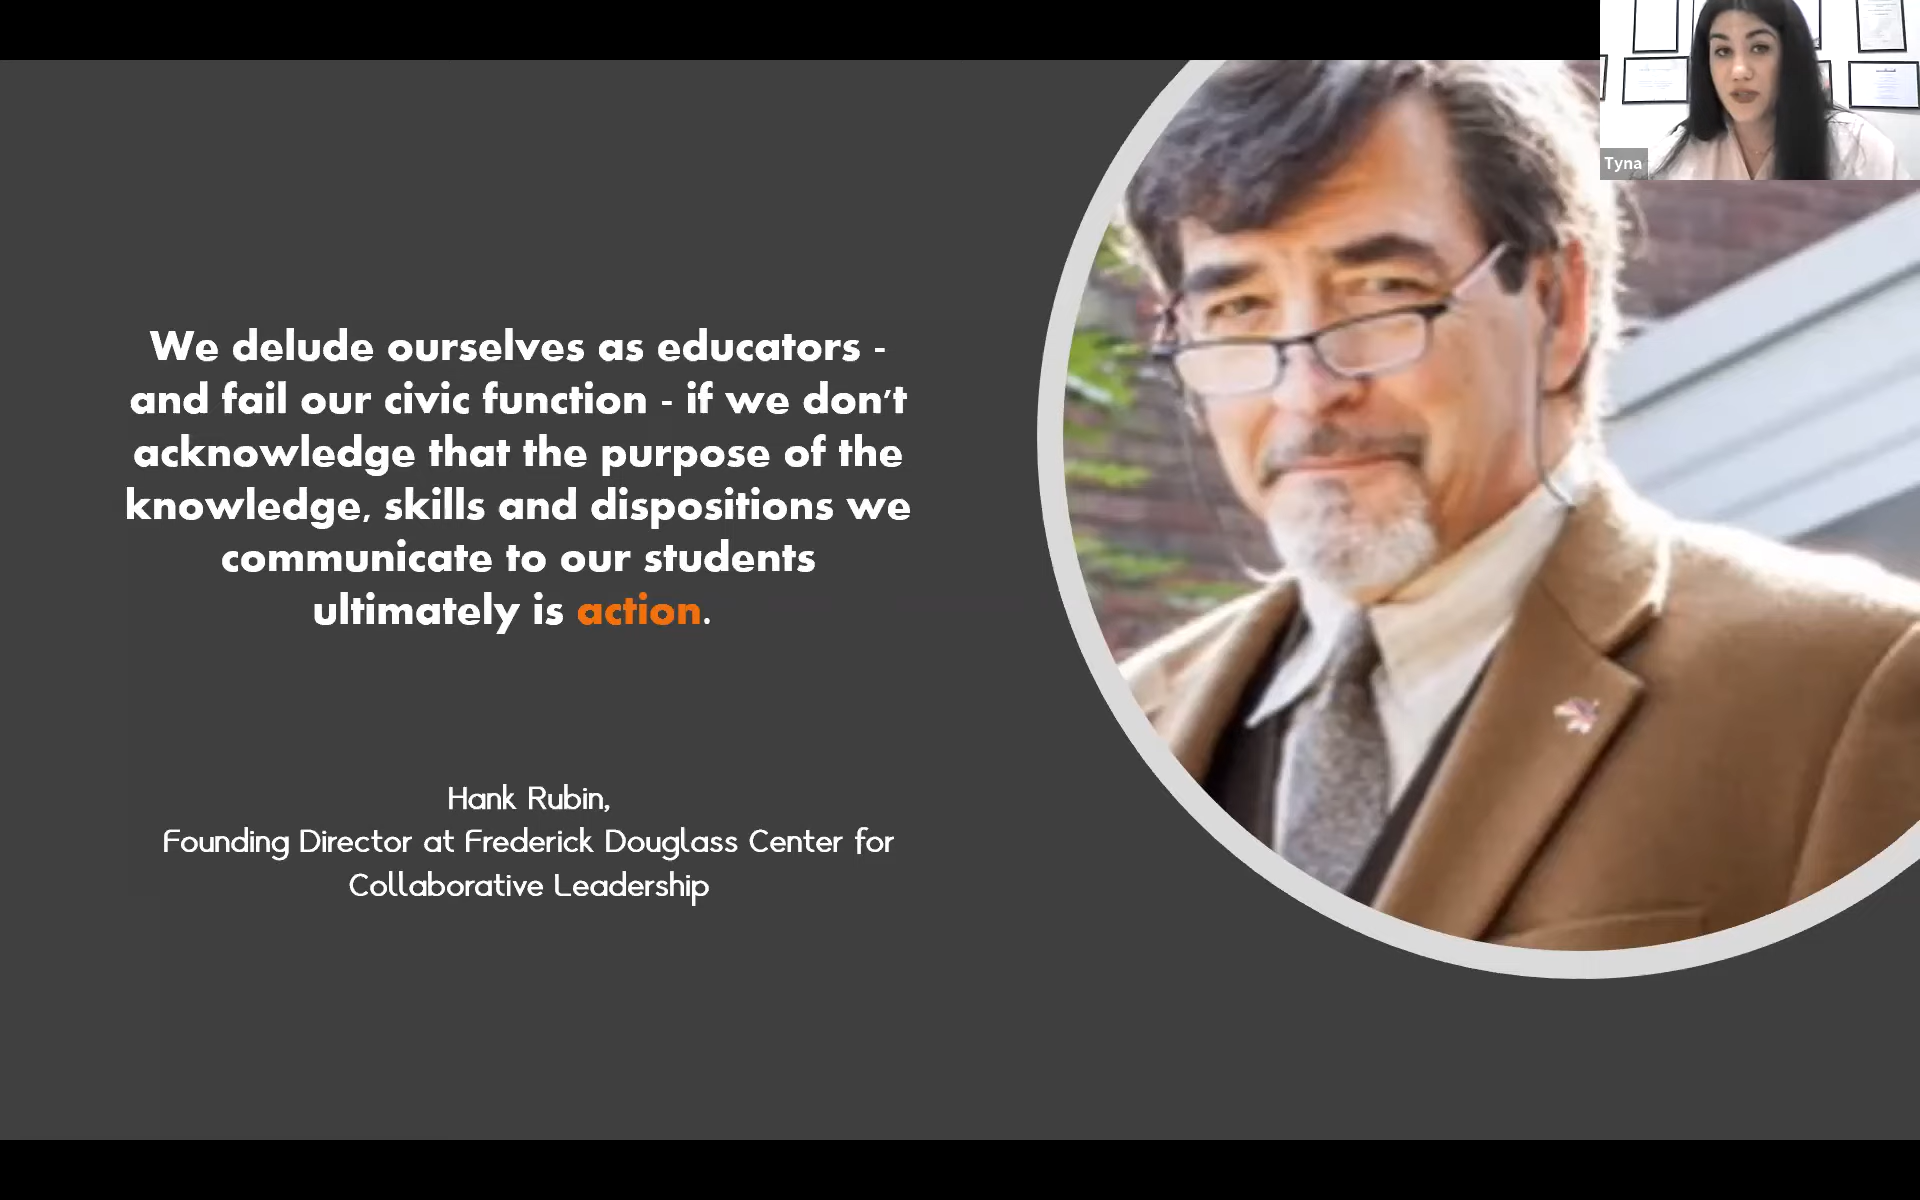 We delude ourselves as educators -
and fail our civic function - if we don't
acknowledge that the purpose of the
knowledge, skills and dispositions we
communicate to our students
ultimately is action.
Hank Rubin,
Founding Director at Frederick Douglass Center for
Collaborative Leadership
Tyna